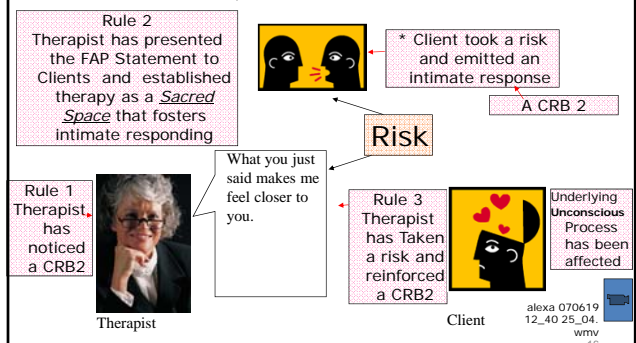 Rule 2
Therapist has presented
the FAP Statement to
Clients and established
therapy as a Sacred
Space that fosters
intimate responding
* Client took a risk
and emitted an
intimate response
A CRB 2
Risk
What you just
said makes me
feel closer to
you.
Rule 1
Therapist
has
noticed
a CRB2
Rule 3
Therapist
has Taken
a risk and
reinforced
a CRB2
Underlying
Unconscious
Process
has been
affected
Therapist
Client
alexa 070619
12_40 25_04.
wmv